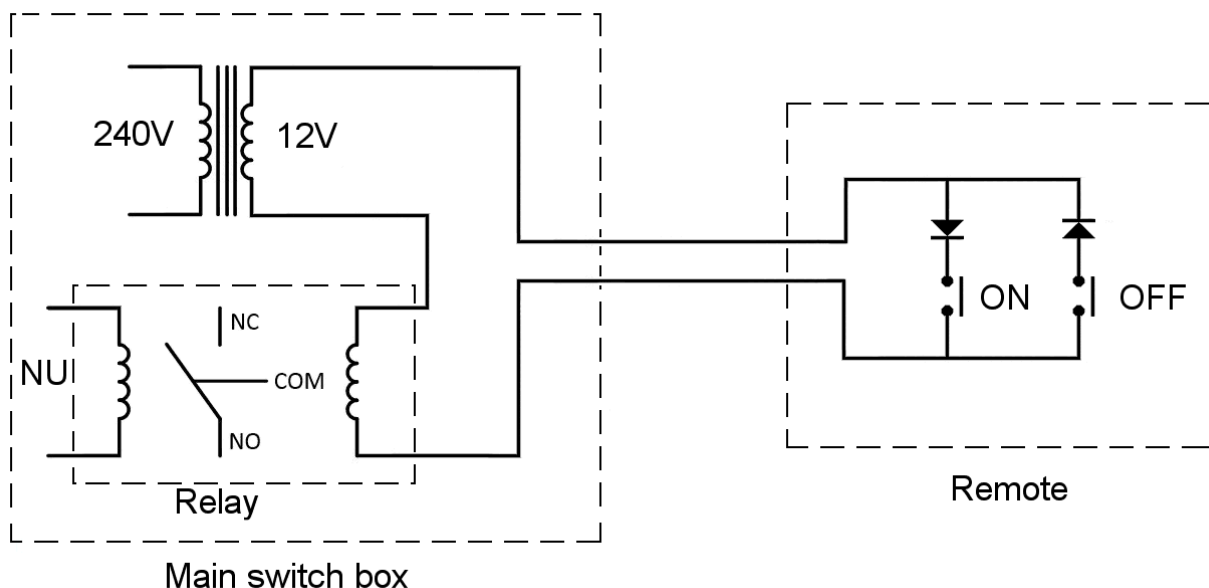 240V
12V
NU
NC
COM
NO
Relay
Main switch box
ON
OFF
Remote